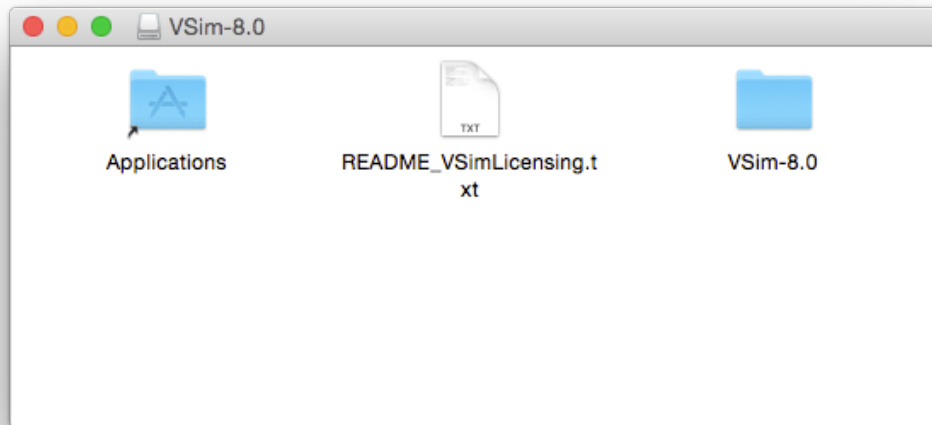 VSim-8.0
TXT
Applications
README_VSimLicensing.t
xt
VSim-8.0